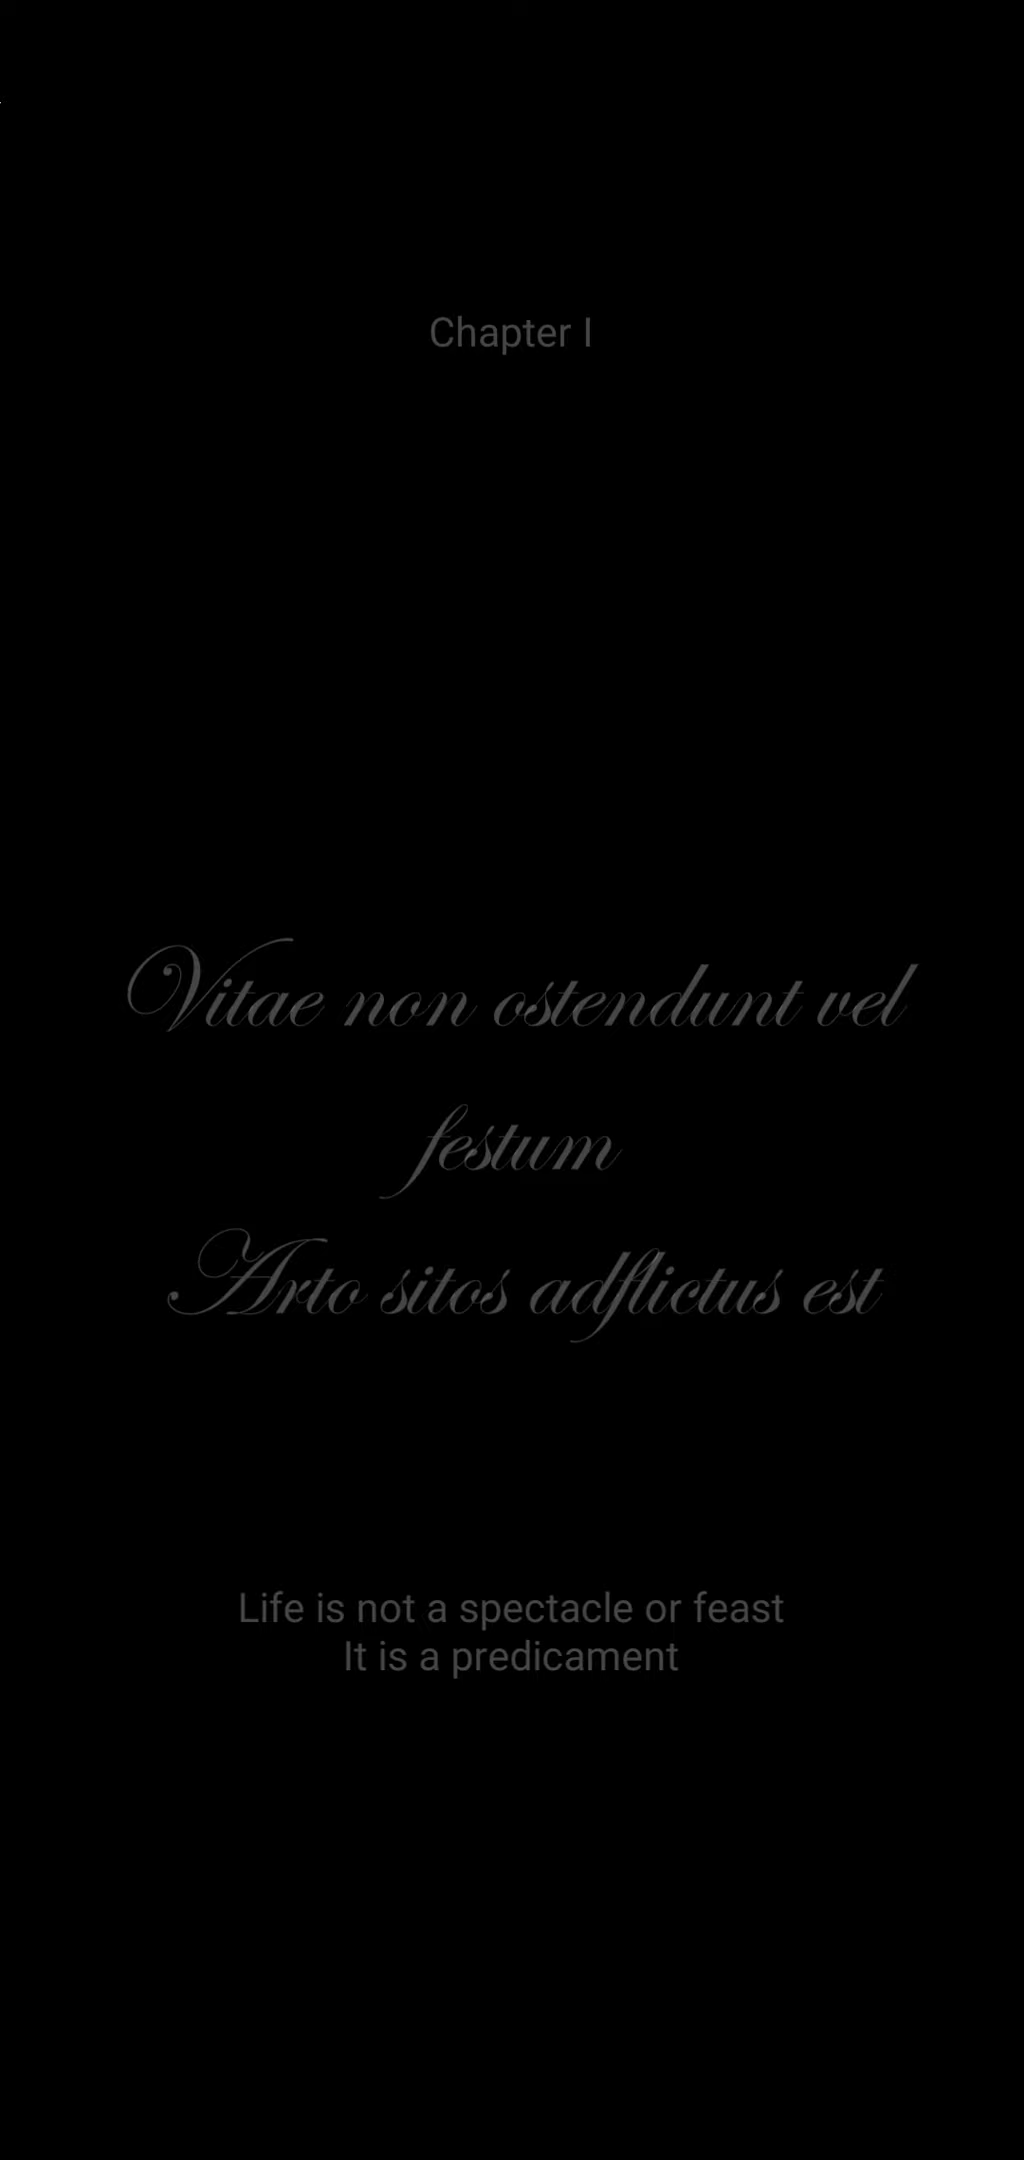 Chapter I
Vitae non ostendunt vel
festum
Arto sitos adflictus est
Life is not a spectacle or feast
It is a predicament